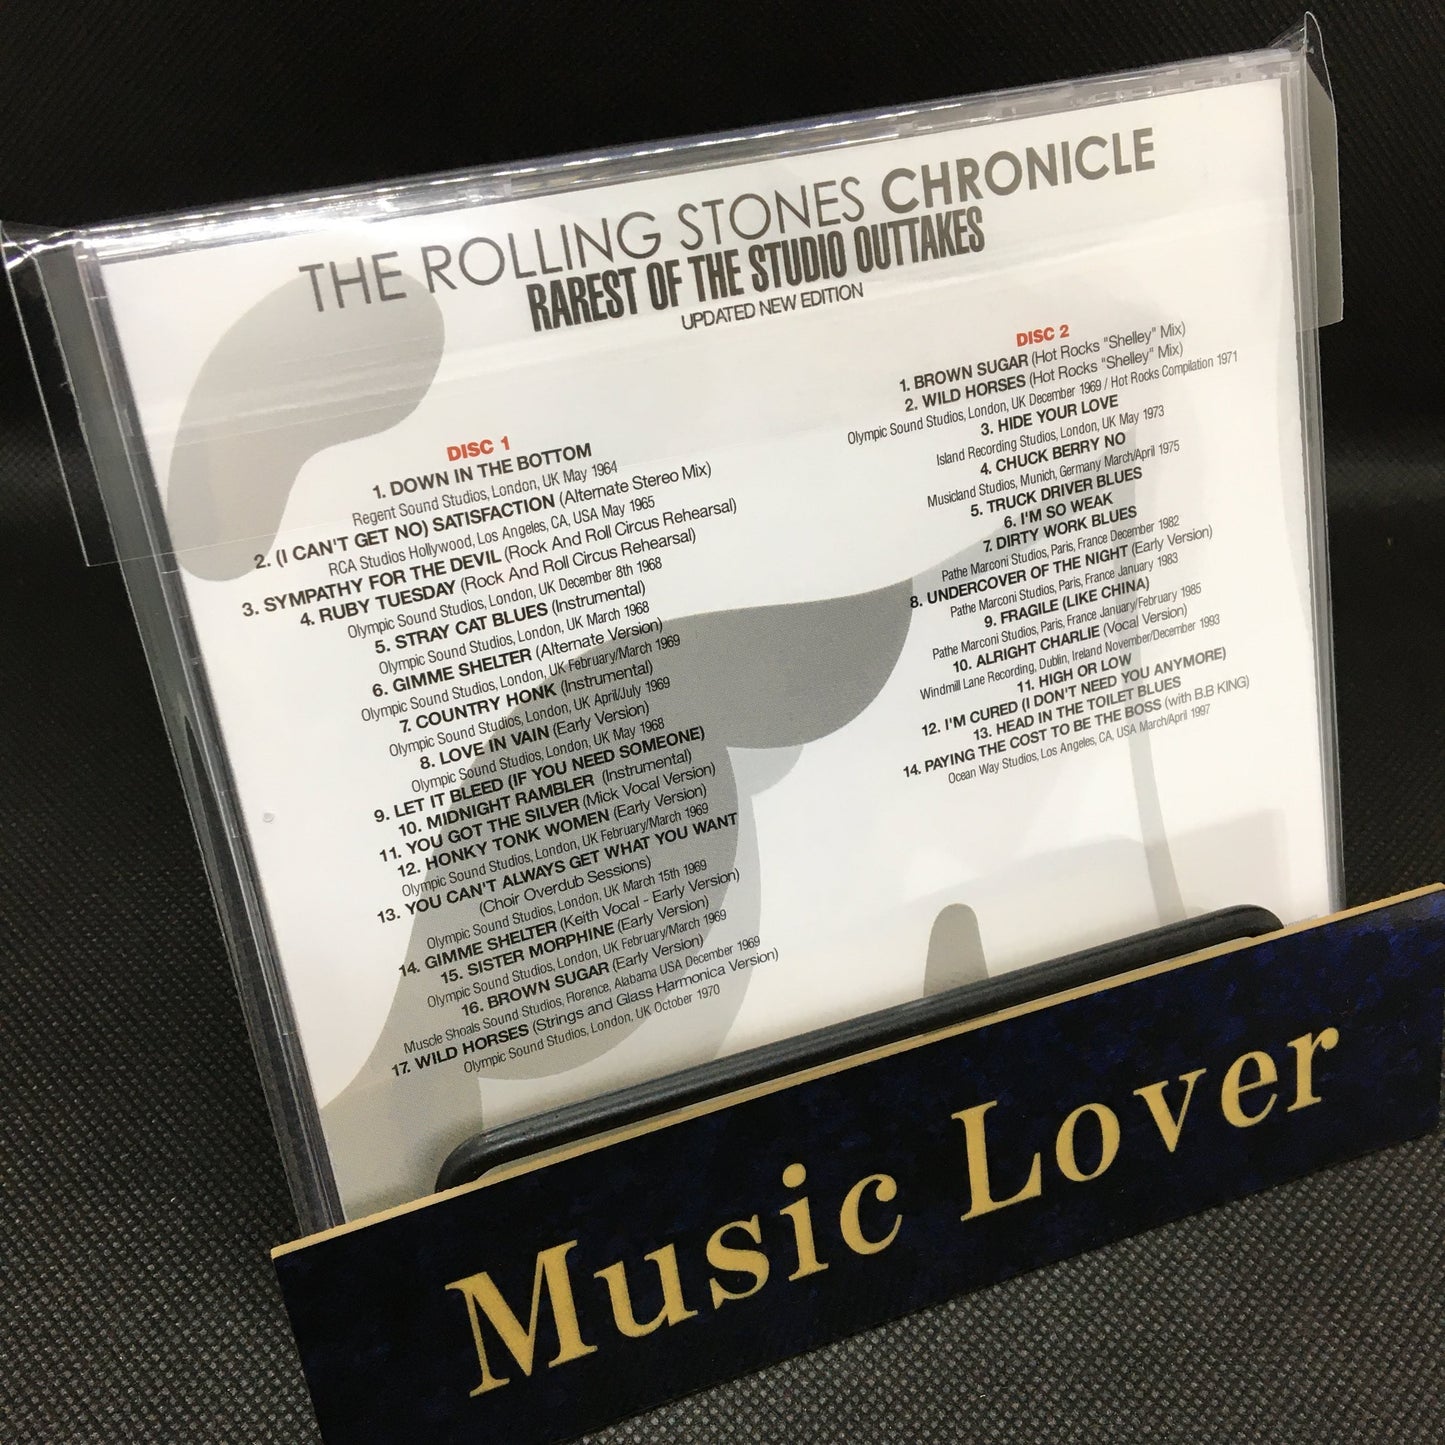 THE ROLLING STONES CHRONICLE
RAREST OF THE STUDIO OUTTAKES
UPDATED NEW EDITION
DISC 1
1. DOWN IN THE BOTTOM
Regent Sound Studios, London, UK May 1964
2. (I CAN'T GET NO) SATISFACTION (Alternate Stereo Mix)
RCA Studios Hollywood, Los Angeles, CA, USA May 1965
3. SYMPATHY FOR THE DEVIL (Rock And Roll Circus Rehearsal)
4. RUBY TUESDAY (Rock And Roll Circus Rehearsal)
Olympic Sound Studios, London, UK December 8th 1968
5. STRAY CAT BLUES (Instrumental)
Olympic Sound Studios, London, UK March 1968
6. GIMME SHELTER (Alternate Version)
Olympic Sound Studios, London, UK February/March 1969
7. COUNTRY HONK (Instrumental)
Olympic Sound Studios, London, UK April/July 1969
8. LOVE IN VAIN (Early Version)
Olympic Sound Studios, London, UK May 1968
9. LET IT BLEED (IF YOU NEED SOMEONE)
10. MIDNIGHT RAMBLER (Instrumental)
11. YOU GOT THE SILVER (Mick Vocal Version)
12. HONKY TONK WOMEN (Early Version)
Olympic Sound Studios, London, UK February/March 1969
13. YOU CAN'T ALWAYS GET WHAT YOU WANT
(Choir Overdub Sessions)
Olympic Sound Studios, London, UK March 15th 1969
14. GIMME SHELTER (Keith Vocal - Early Version)
15. SISTER MORPHINE (Early Version)
Olympic Sound Studios, London, UK February/March 1969
16. BROWN SUGAR (Early Version)
Muscle Shoals Sound Studios, Florence, Alabama USA December 1969
17. WILD HORSES (Strings and Glass Harmonica Version)
Olympic Sound Studios, London, UK October 1970
DISC 2
1. BROWN SUGAR (Hot Rocks "Shelley" Mix)
2. WILD HORSES (Hot Rocks "Shelley" Mix)
Olympic Sound Studios, London, UK December 1969 / Hot Rocks Compilation 1971
3. HIDE YOUR LOVE
Island Recording Studios, London, UK May 1973
4. CHUCK BERRY NO
Musicland Studios, Munich, Germany March/April 1975
5. TRUCK DRIVER BLUES
6. I'M SO WEAK
7. DIRTY WORK BLUES
Pathe Marconi Studios, Paris, France December 1982
8. UNDERCOVER OF THE NIGHT (Early Version)
Pathe Marconi Studios, Paris, France January 1983
9. FRAGILE (LIKE CHINA)
Pathe Marconi Studios, Paris, France January/February 1985
10. ALRIGHT CHARLIE (Vocal Version)
Windmill Lane Recording, Dublin, Ireland November/December 1993
11. HIGH OR LOW
12. I'M CURED (I DON'T NEED YOU ANYMORE)
13. HEAD IN THE TOILET BLUES
14. PAYING THE COST TO BE THE BOSS (with B.B KING)
Ocean Way Studios, Los Angeles, CA, USA March/April 1997
Music Lover